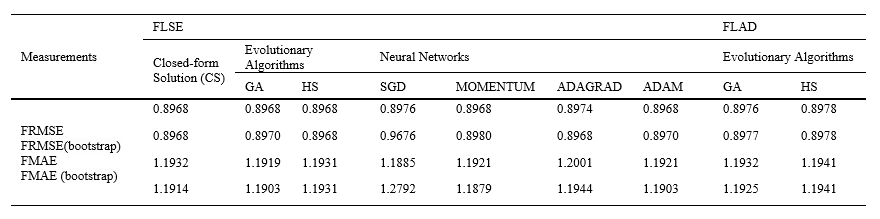 FLSE FLAD
Measurements Closed-form Solution (CS) Evolutionary Algorithms Neural Networks Evolutionary Algorithms
GA HS SGD MOMENTUM ADAGRAD ADAM GA HS
0.8968 0.8968 0.8968 0.8976 0.8968 0.8974 0.8968 0.8976 0.8978
FRMSE
0.8968 0.8970 0.8968 0.9676 0.8980 0.8968 0.8970 0.8977 0.8978
FRMSE(bootstrap)
FMAE
1.1932 1.1919 1.1931 1.1885 1.1921 1.2001 1.1921 1.1932 1.1941
FMAE (bootstrap)
1.1914 1.1903 1.1931 1.2792 1.1879 1.1944 1.1903 1.1925 1.1941